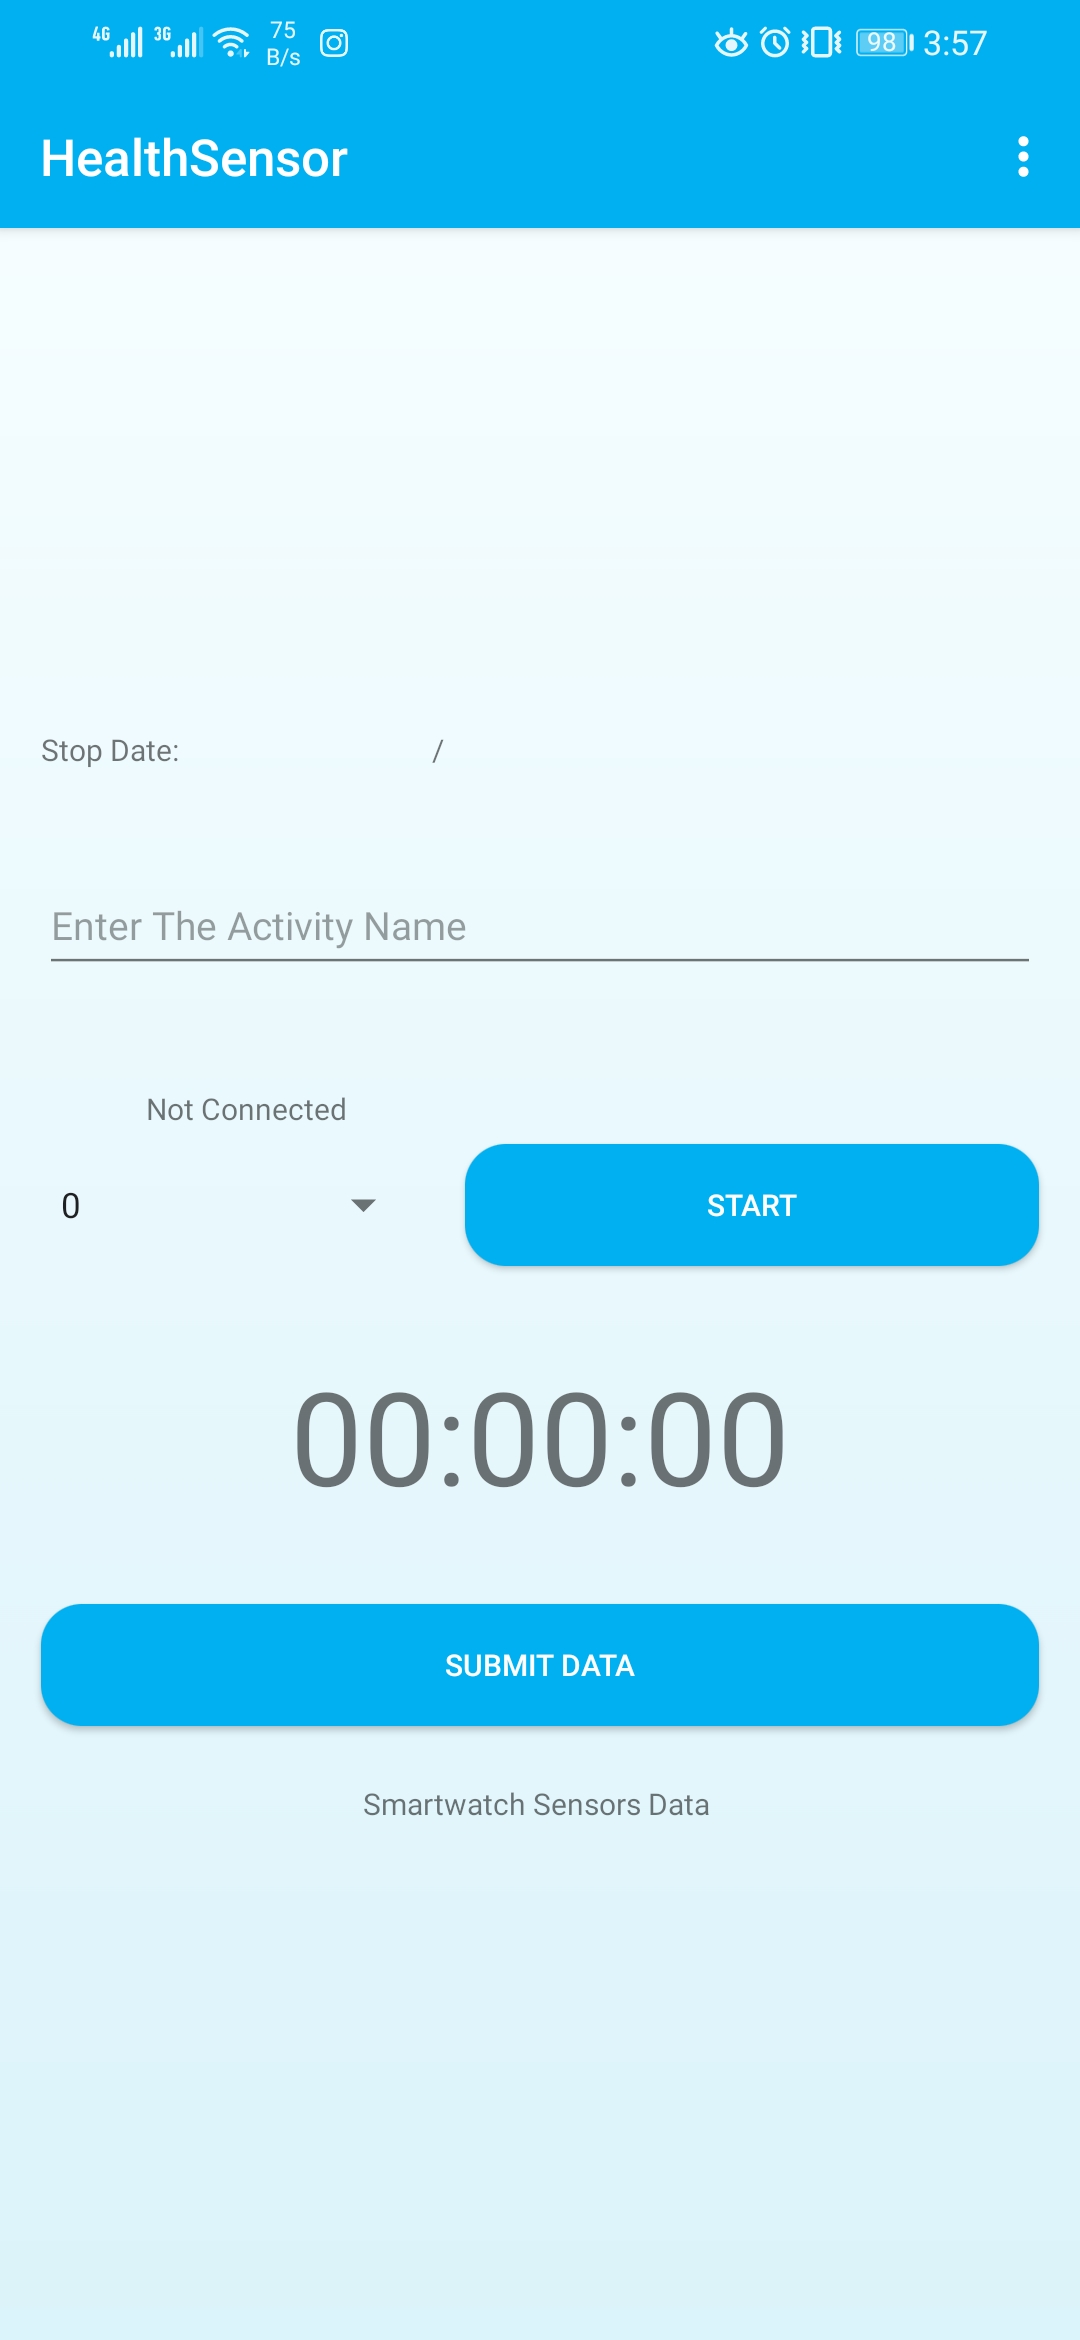 4G 3G 75 B/s 98 3:57
HealthSensor
Stop Date: /
Enter The Activity Name
Not Connected
0 START
00:00:00
SUBMIT DATA
Smartwatch Sensors Data